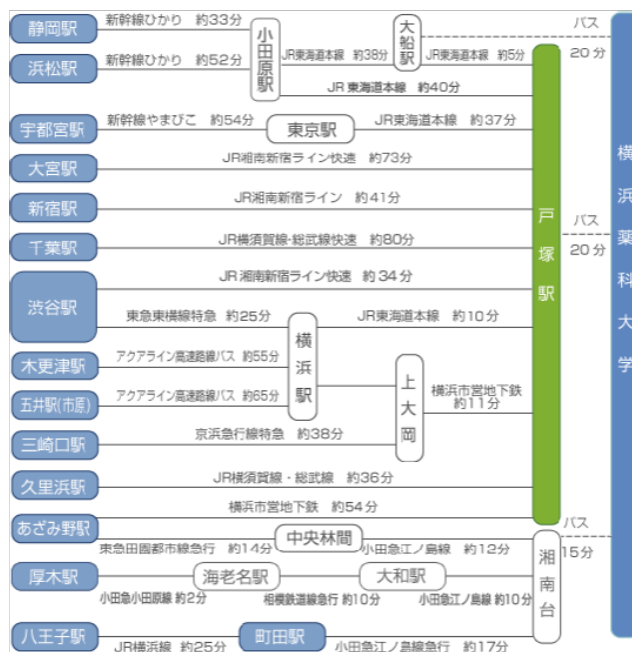 静岡駅
新幹線ひかり 約33分
小田原駅
大船駅
バス
20分
浜松駅
新幹線ひかり 約52分
JR東海道本線 約38分
JR東海道本線 約5分
JR東海道本線 約40分
宇都宮駅
新幹線やまびこ 約54分
東京駅
JR東海道本線 約37分
大宮駅
JR湘南新宿ライン快速 約73分
新宿駅
JR湘南新宿ライン 約41分
戸塚駅
バス
20分
横浜薬科大学
千葉駅
JR横須賀線・総武線快速 約80分
渋谷駅
JR湘南新宿ライン快速 約34分
東急東横線特急 約25分
横浜駅
JR東海道本線 約10分
木更津駅
アクアライン高速路線バス 約55分
上大岡
横浜市営地下鉄
約11分
五井駅(市原)
アクアライン高速路線バス 約65分
三崎口駅
京浜急行線特急 約38分
久里浜駅
JR横須賀線・総武線 約36分
横浜市営地下鉄 約54分
あざみ野駅
中央林間
バス
15分
東急田園都市線急行 約14分
小田急江ノ島線 約12分
湘南台
厚木駅
海老名駅
大和駅
小田急小田原線 約2分
相模鉄道線急行 約10分
小田急江ノ島線 約10分
八王子駅
JR横浜線 約25分
町田駅
小田急江ノ島線急行 約17分